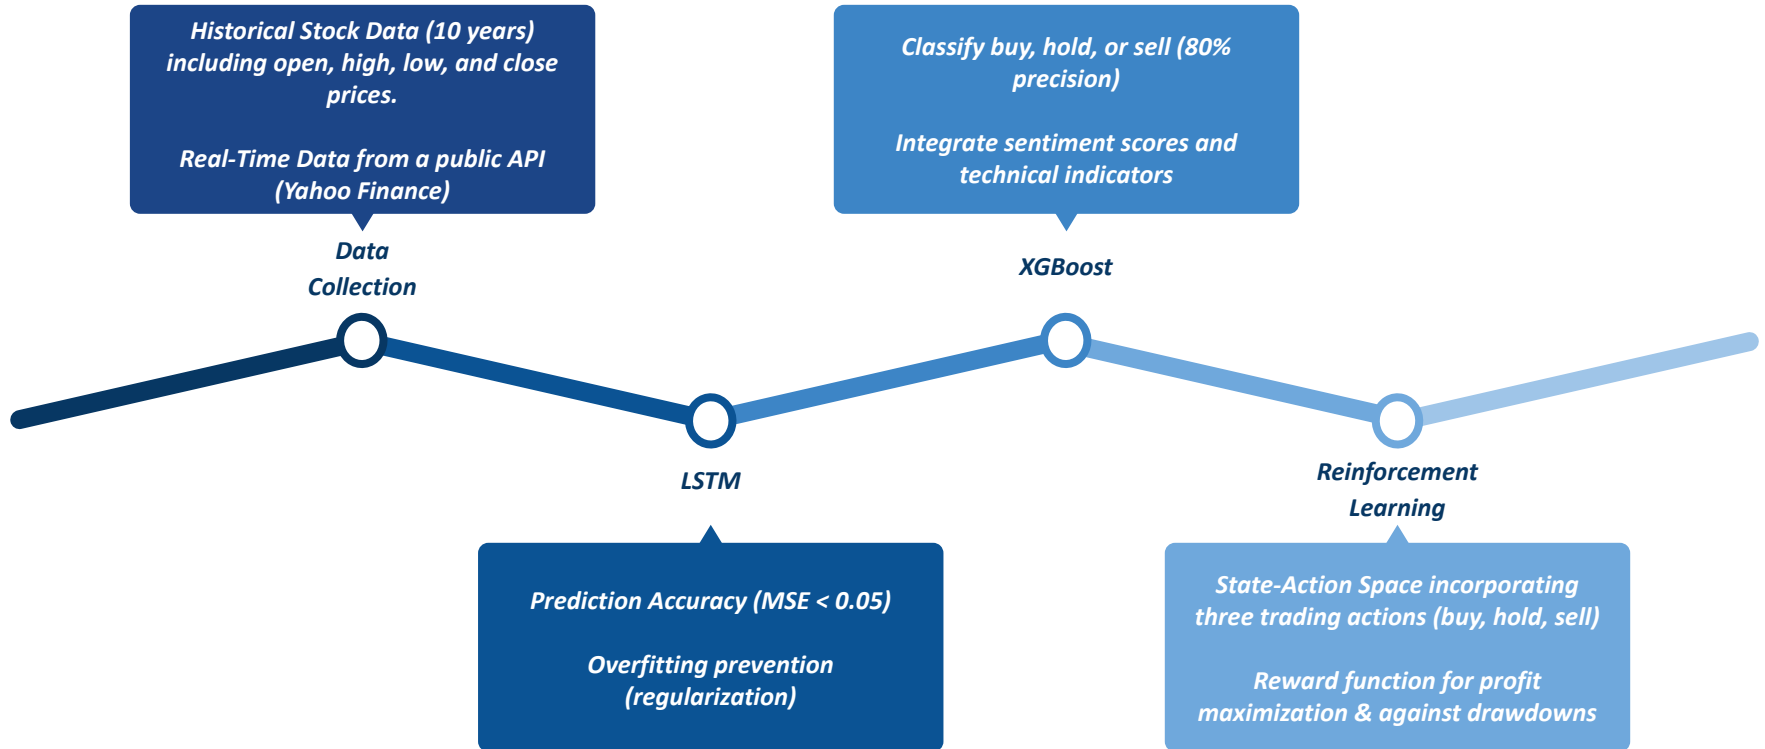 Historical Stock Data (10 years)
including open, high, low, and close
prices.
Real-Time Data from a public API
(Yahoo Finance)
Data
Collection
LSTM
Prediction Accuracy (MSE < 0.05)
Overfitting prevention
(regularization)
Classify buy, hold, or sell (80%
precision)
Integrate sentiment scores and
technical indicators
XGBoost
Reinforcement
Learning
State-Action Space incorporating
three trading actions (buy, hold, sell)
Reward function for profit
maximization & against drawdowns